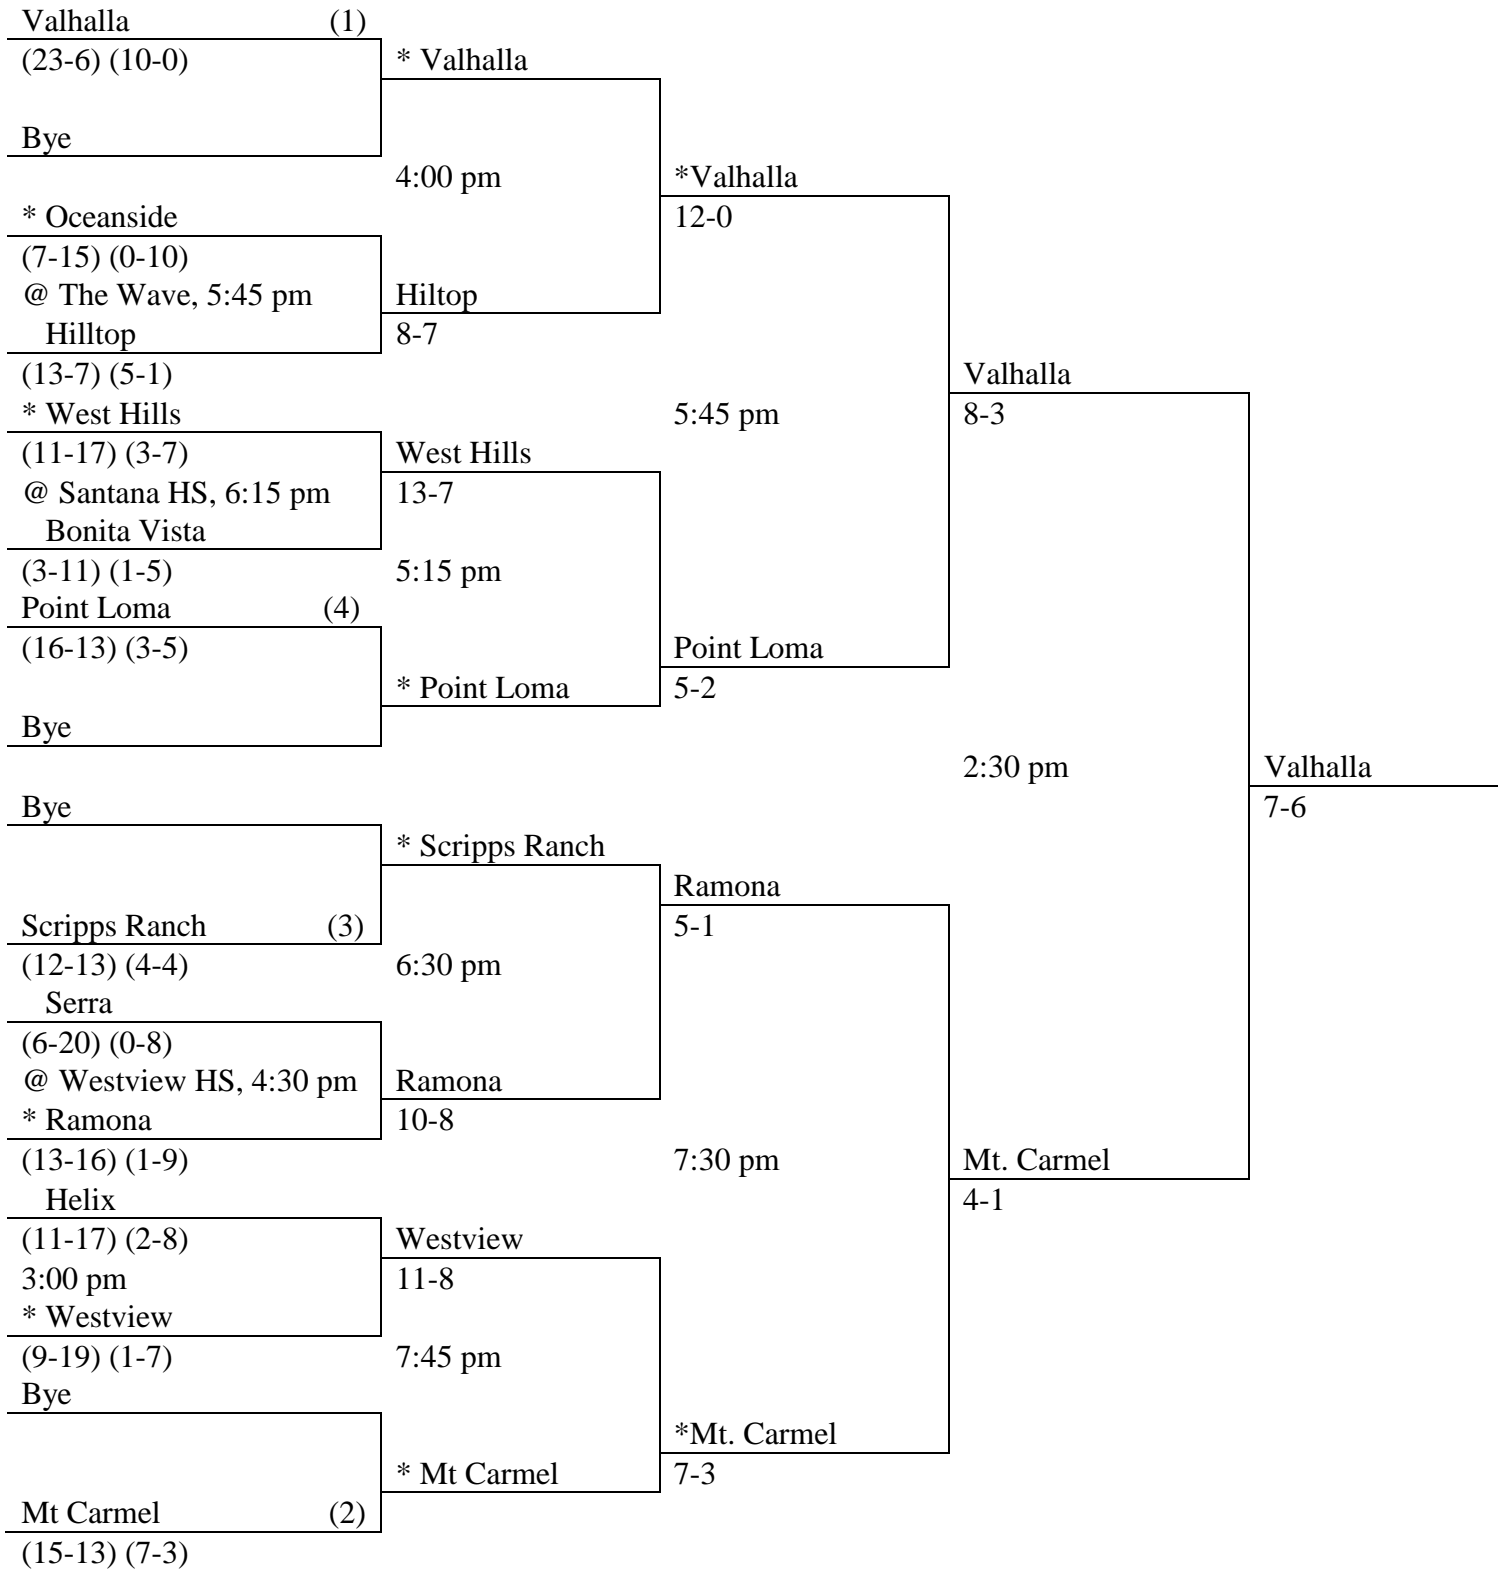 Valhalla (1)
(23-6) (10-0)
* Valhalla
Bye
4:00 pm
*Valhalla
* Oceanside
12-0
(7-15) (0-10)
@ The Wave, 5:45 pm
Hiltop
Hilltop
8-7
(13-7) (5-1)
Valhalla
* West Hills
5:45 pm
8-3
(11-17) (3-7)
West Hills
@ Santana HS, 6:15 pm
13-7
Bonita Vista
(3-11) (1-5)
5:15 pm
Point Loma (4)
(16-13) (3-5)
Point Loma
* Point Loma
5-2
Bye
2:30 pm
Valhalla
Bye
7-6
* Scripps Ranch
Ramona
Scripps Ranch (3)
5-1
(12-13) (4-4)
6:30 pm
Serra
(6-20) (0-8)
@ Westview HS, 4:30 pm
Ramona
* Ramona
10-8
(13-16) (1-9)
7:30 pm
Mt. Carmel
Helix
4-1
(11-17) (2-8)
Westview
3:00 pm
11-8
* Westview
(9-19) (1-7)
7:45 pm
Bye
*Mt. Carmel
* Mt Carmel
7-3
Mt Carmel (2)
(15-13) (7-3)